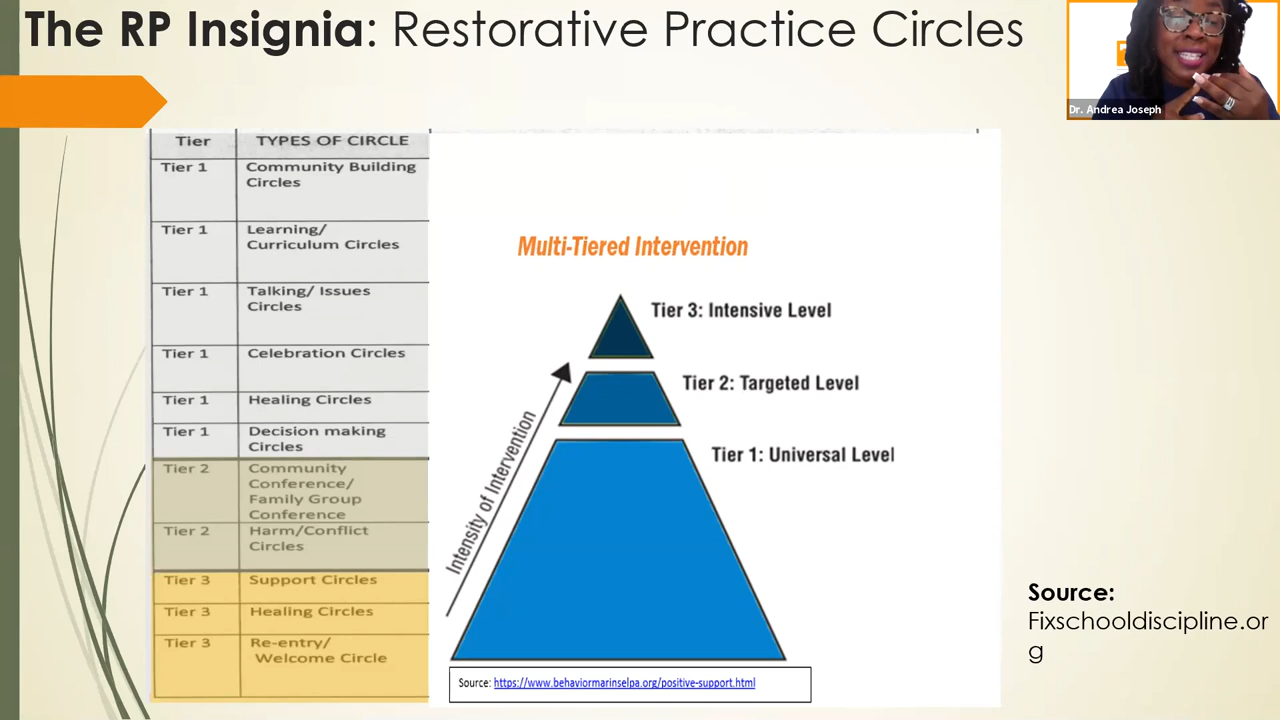 The RP Insignia: Restorative Practice Circles
Dr. Andrea Joseph
Tier TYPES OF CIRCLE
Tier 1 Community Building
Circles
Tier 1 Learning/
Curriculum Circles
Tier 1 Talking/ Issues
Circles
Tier 1 Celebration Circles
Tier 1 Healing Circles
Tier 1 Decision making
Circles
Tier 2 Community
Conference/
Family Group
Conference
Tier 2 Harm/Conflict
Circles
Tier 3 Support Circles
Tier 3 Healing Circles
Tier 3 Re-entry/
Welcome Circle
Multi-Tiered Intervention
Tier 3: Intensive Level
Tier 2: Targeted Level
Tier 1: Universal Level
Intensity of Intervention
Source: https://www.behaviormarinselpa.org/positive-support.html
Source:
Fixschooldiscipline.or
g